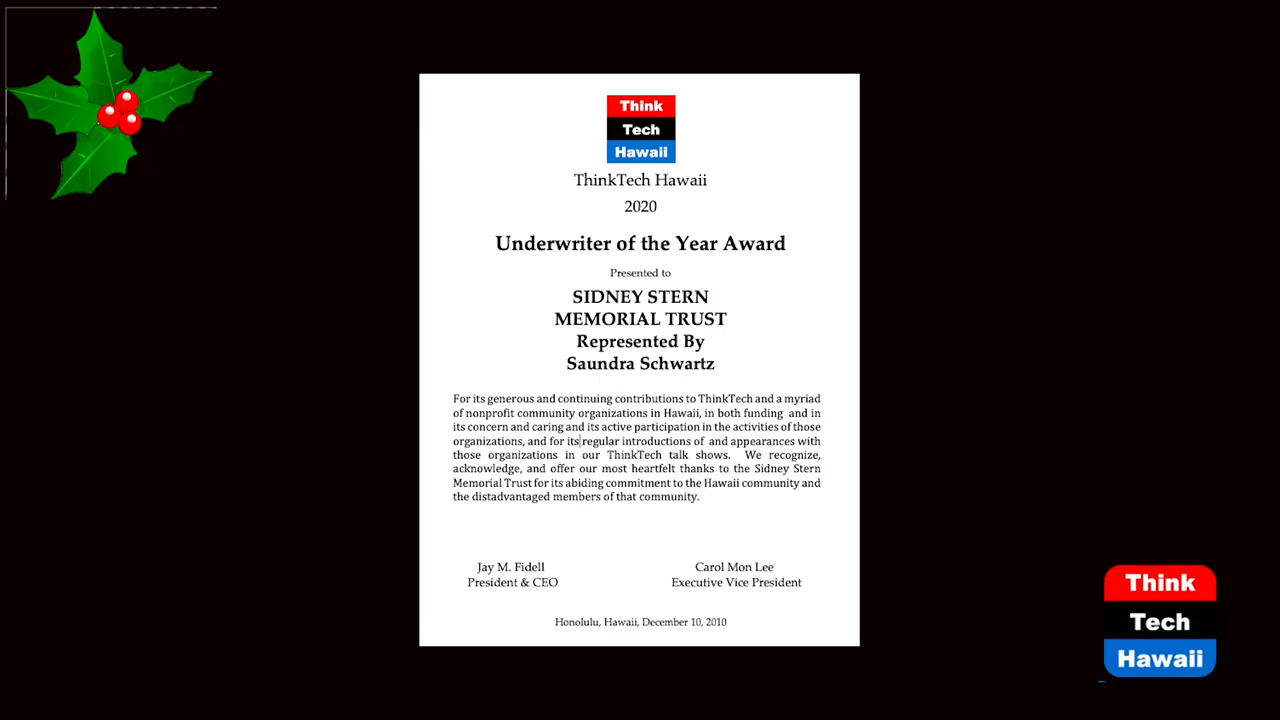 Think
Tech
Hawaii
ThinkTech Hawaii
2020
Underwriter of the Year Award
Presented to
SIDNEY STERN
MEMORIAL TRUST
Represented By
Saundra Schwartz
For its generous and continuing contributions to ThinkTech and a myriad
of nonprofit community organizations in Hawaii, in both funding and in
its concern and caring and its active participation in the activities of those
organizations, and for its regular introductions of and appearances with
those organizations in our ThinkTech talk shows. We recognize,
acknowledge, and offer our most heartfelt thanks to the Sidney Stern
Memorial Trust for its abiding commitment to the Hawaii community and
the distadvantaged members of that community.
Jay M. Fidell
President & CEO
Carol Mon Lee
Executive Vice President
Honolulu, Hawaii, December 10, 2010
Think
Tech
Hawaii